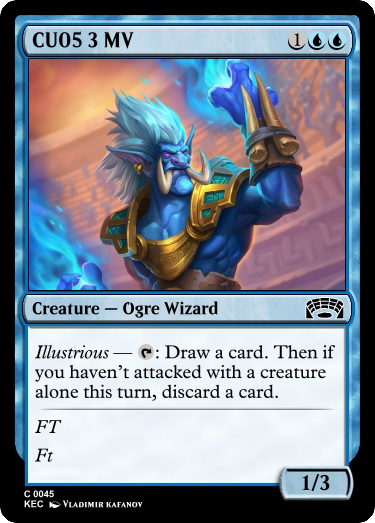 CU05 3 MV 1
Creature — Ogre Wizard
Illustrious — : Draw a card. Then if
you haven't attacked with a creature
alone this turn, discard a card.
FT
Ft
1/3
C 0045
KEC VLADIMIR KAFANOV